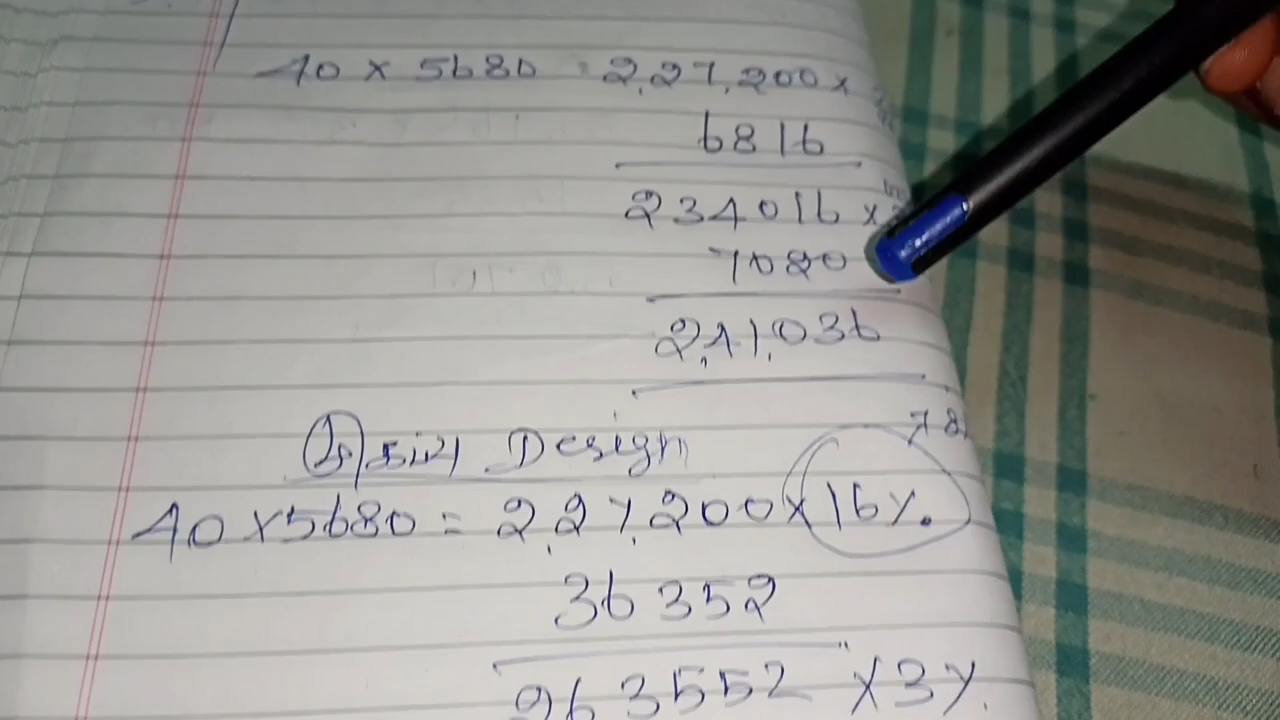 40 x 5680 = 2,27,200 x
6816
234016 x
7020
2,41,036
Design
78
40 x 5680 = 2,27,200 x 16%.
36352
263552 x 3%.